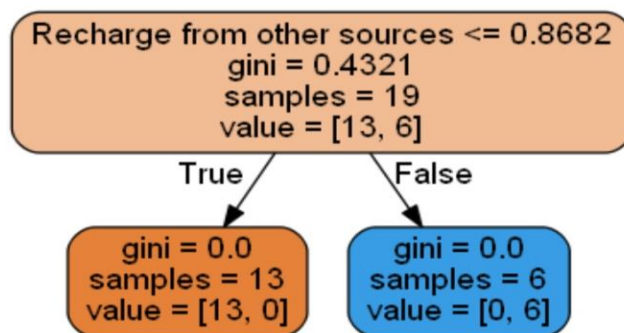 Recharge from other sources <= 0.8682
gini = 0.4321
samples = 19
value = [13, 6]
True
False
gini = 0.0
samples = 13
value = [13, 0]
gini = 0.0
samples = 6
value = [0, 6]